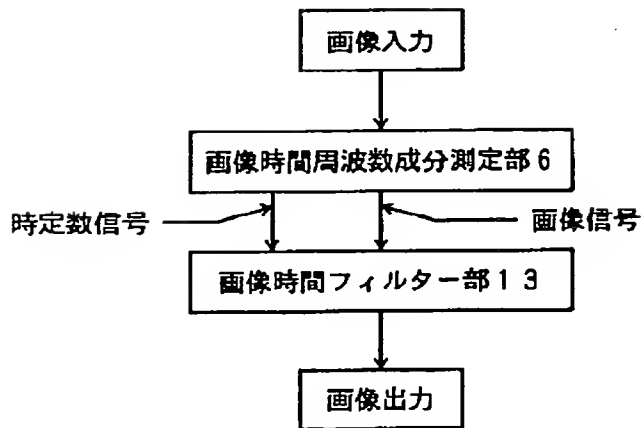 画像入力
画像時間周波数成分測定部6
時定数信号
画像信号
画像時間フィルター部13
画像出力